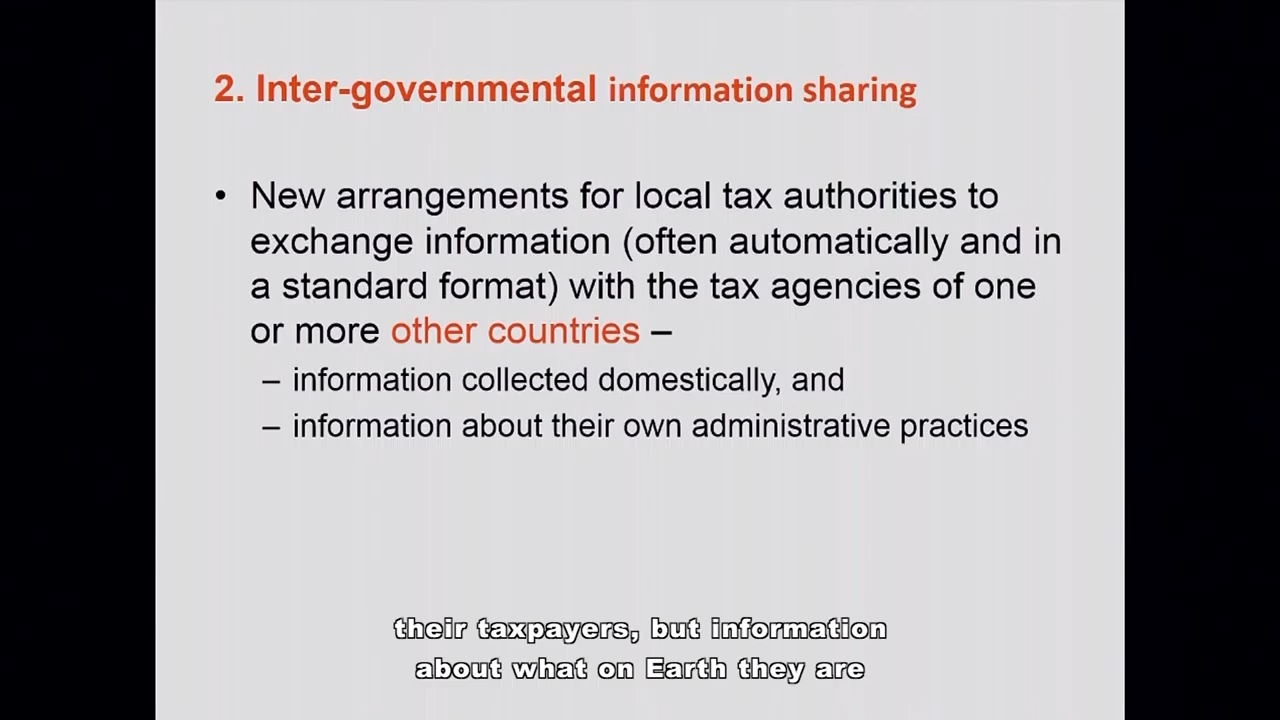 2. Inter-governmental information sharing
• New arrangements for local tax authorities to
exchange information (often automatically and in
a standard format) with the tax agencies of one
or more other countries –
– information collected domestically, and
– information about their own administrative practices
their taxpayers, but information
about what on Earth they are